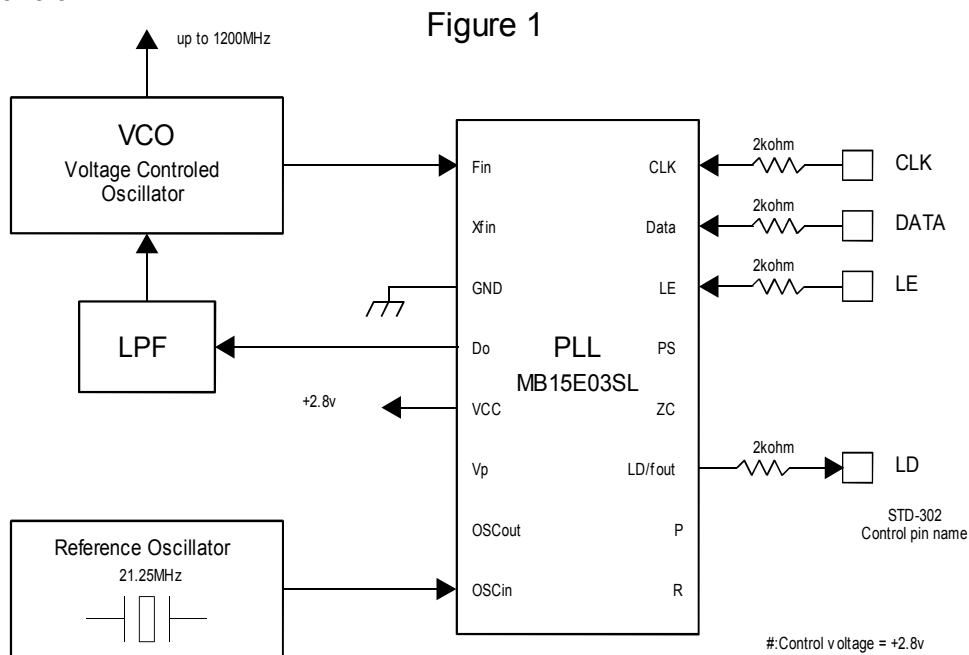 Figure 1
up to 1200MHz
VCO
Voltage Controled
Oscillator
LPF
+2.8v
Reference Oscillator
21.25MHz
Fin
Xfin
GND
Do
VCC
Vp
OSCout
OSCin
PLL
MB15E03SL
CLK
Data
LE
PS
ZC
LD/fout
P
R
2kohm
CLK
2kohm
DATA
2kohm
LE
2kohm
LD
STD-302
Control pin name
#:Control voltage = +2.8v